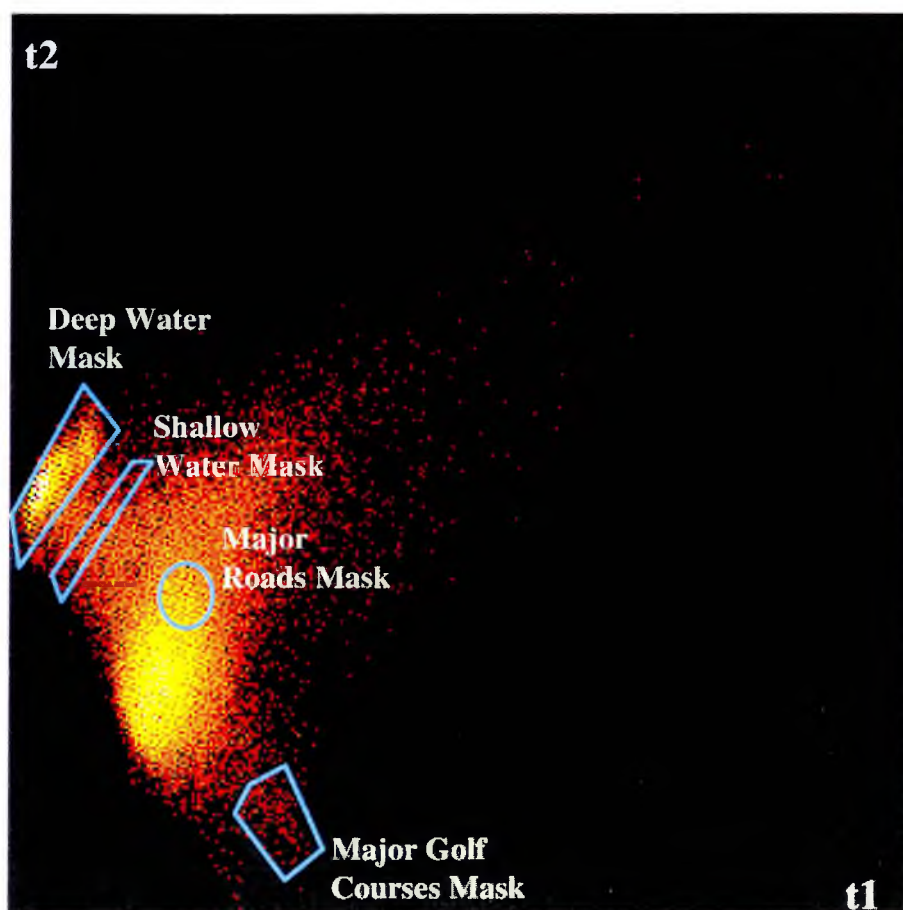 t2
Deep Water
Mask
Shallow
Water Mask
Major
Roads Mask
Major Golf
Courses Mask
t1